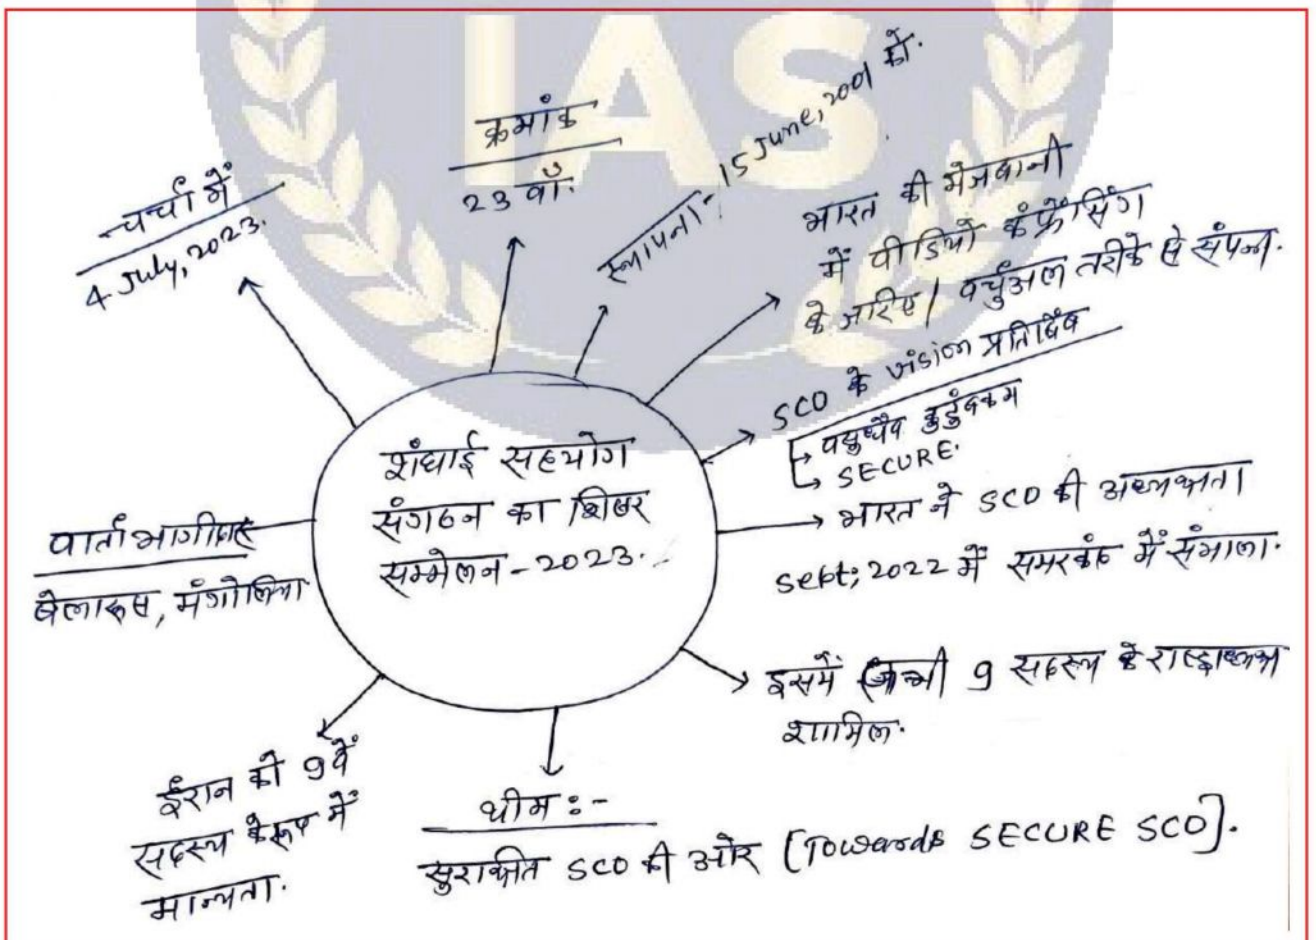 IAS
चर्चा में
4 July, 2023.
क्रमांक
23 वाँ.
स्थापना - 15 June, 2001 को.
भारत की मेजबानी
में वीडियो कंफ्रेंसिंग
के जरिए / वर्चुअल तरीके से संपन्न.
SCO के प्रतिबिंब
वसुधैव कुटुंबकम
SECURE.
भारत ने SCO की अध्यक्षता
Sept; 2022 में समरकंद में संभाला.
इसमें सभी 9 सदस्य के राष्ट्राध्यक्ष
शामिल.
थीम :-
सुरक्षित SCO की ओर [Towards SECURE SCO].
ईरान को 9वें
सदस्य के रूप में
मान्यता.
वार्ता भागीदार
बेलारूस, मंगोलिया
शंघाई सहयोग
संगठन का शिखर
सम्मेलन - 2023.